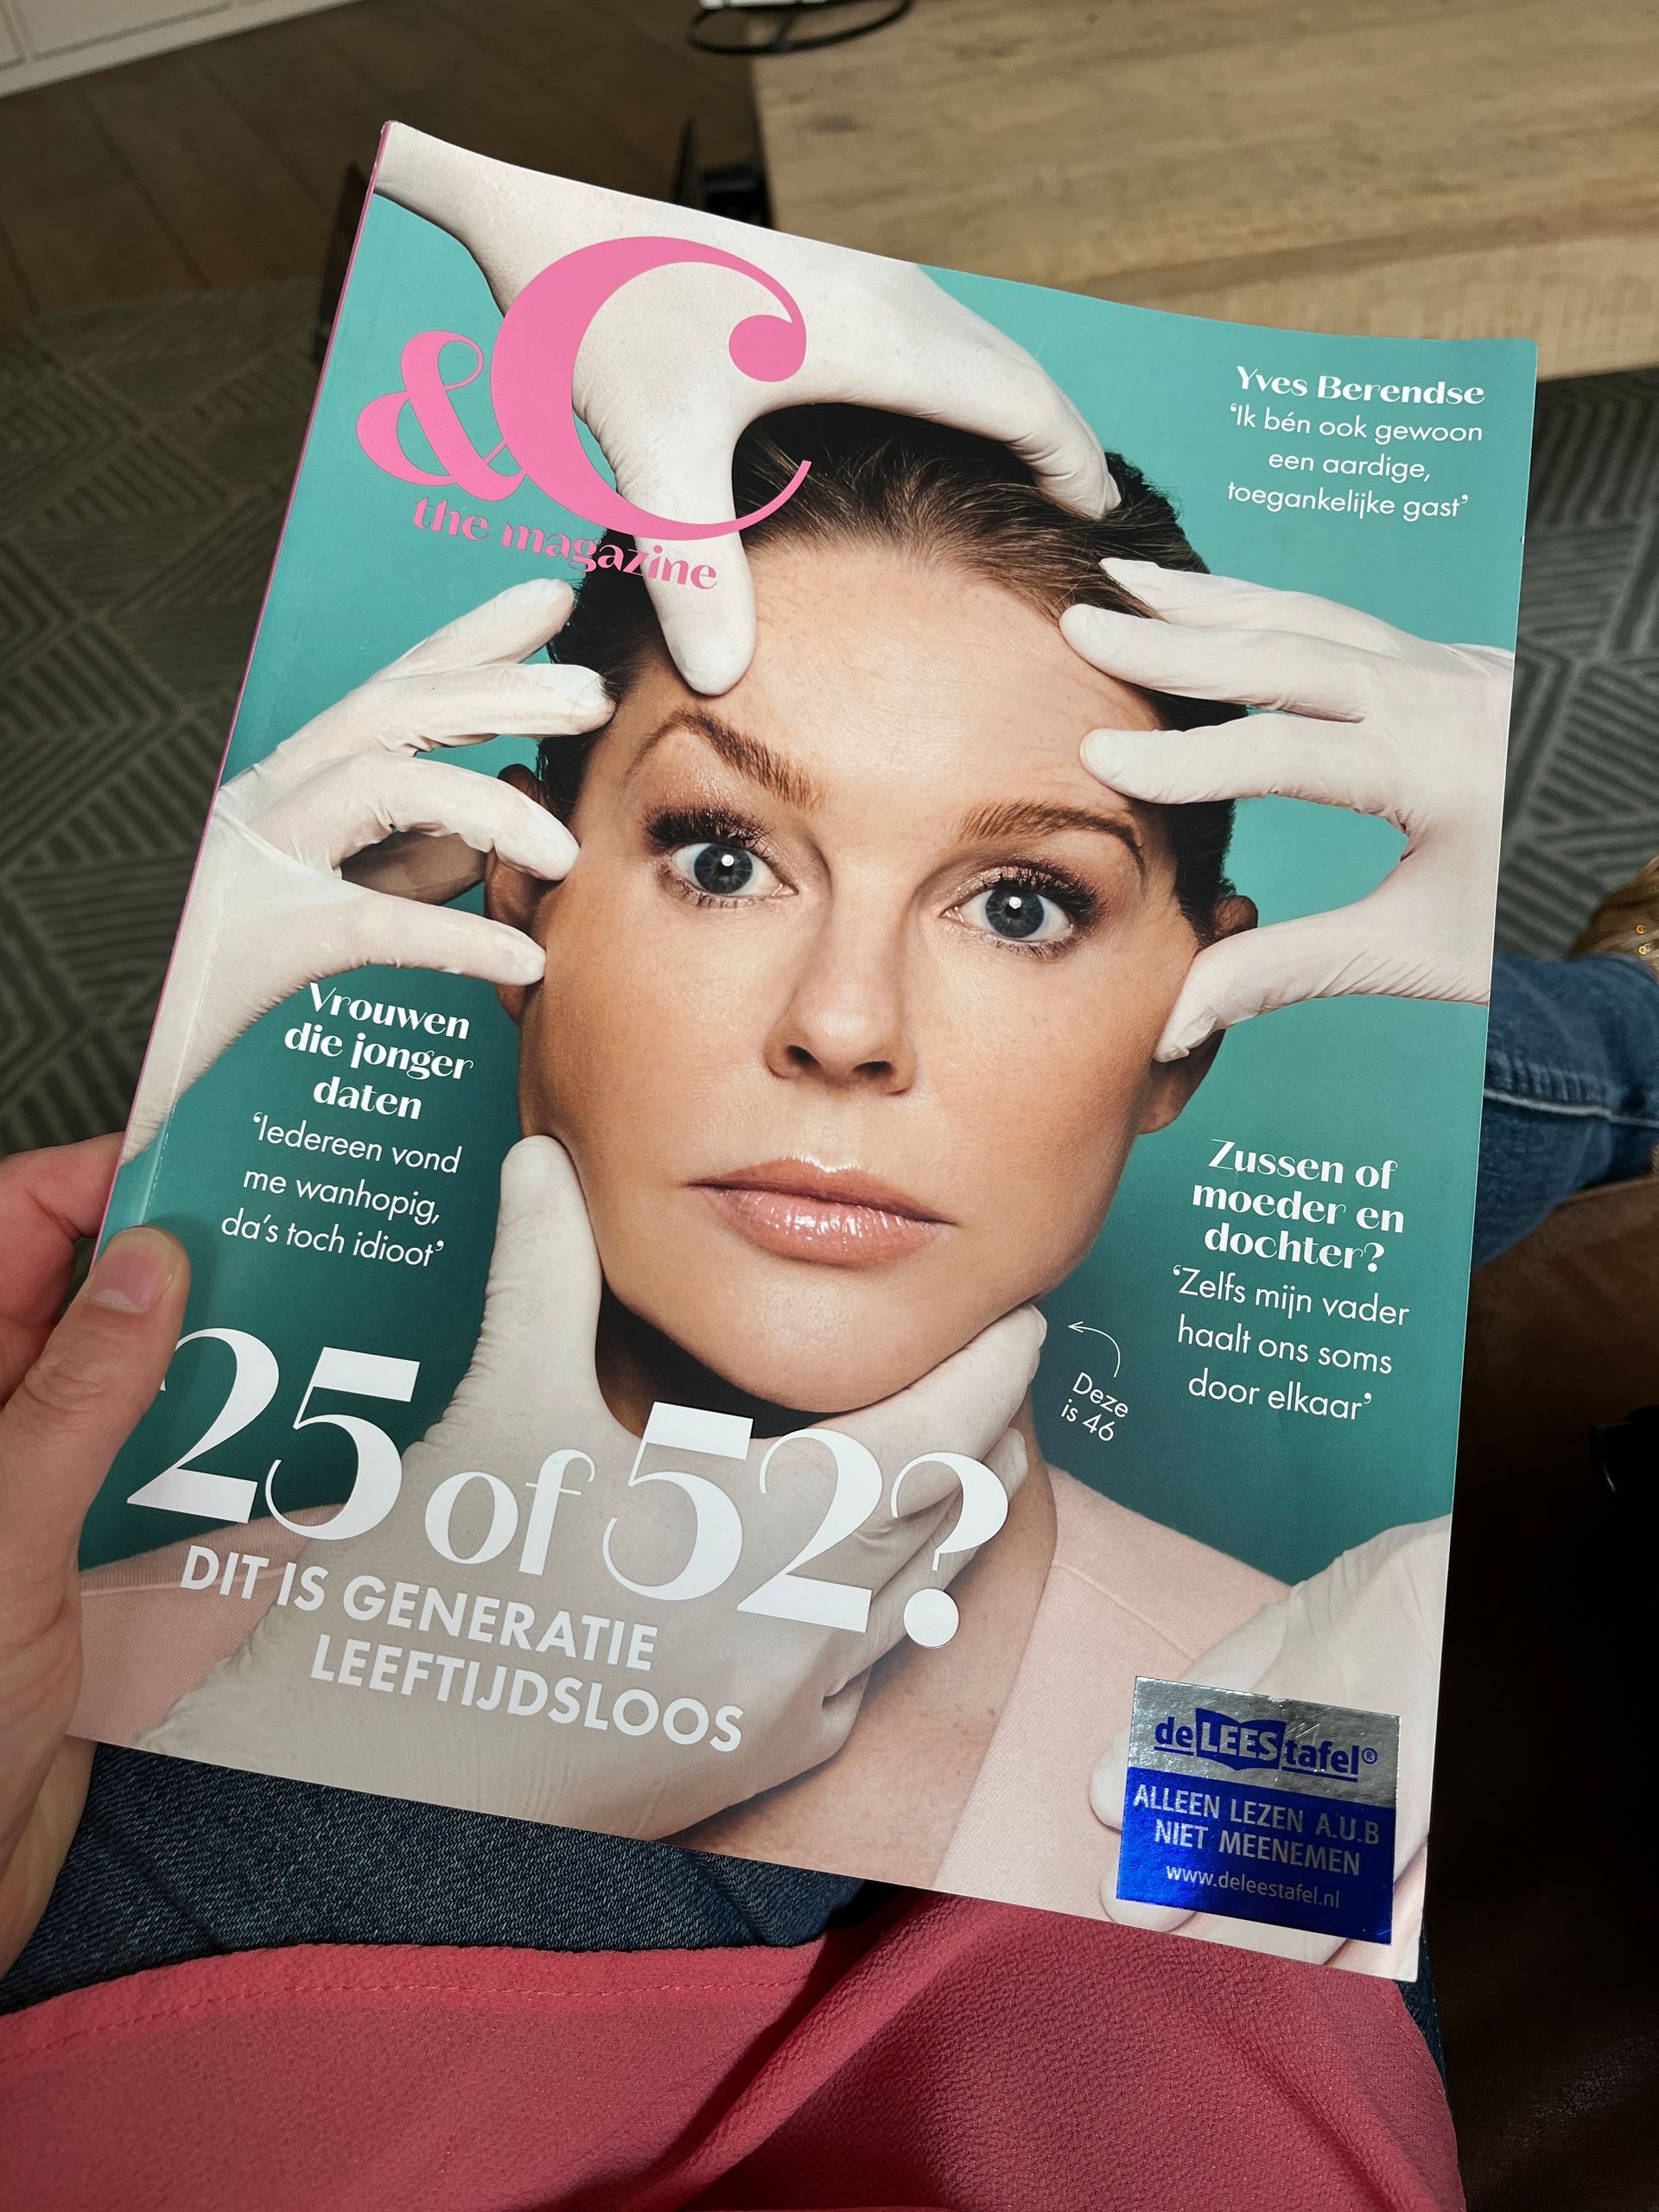 &C
the magazine
Yves Berendse
‘Ik bén ook gewoon
een aardige,
toegankelijke gast’
Vrouwen
die jonger
daten
‘Iedereen vond
me wanhopig,
da’s toch idioot’
Zussen of
moeder en
dochter?
‘Zelfs mijn vader
haalt ons soms
door elkaar’
Deze
is 46
25 of 52?
DIT IS GENERATIE
LEEFTIJDSLOOS
deLEEStafel®
ALLEEN LEZEN A.U.B
NIET MEENEMEN
www.deleestafel.nl